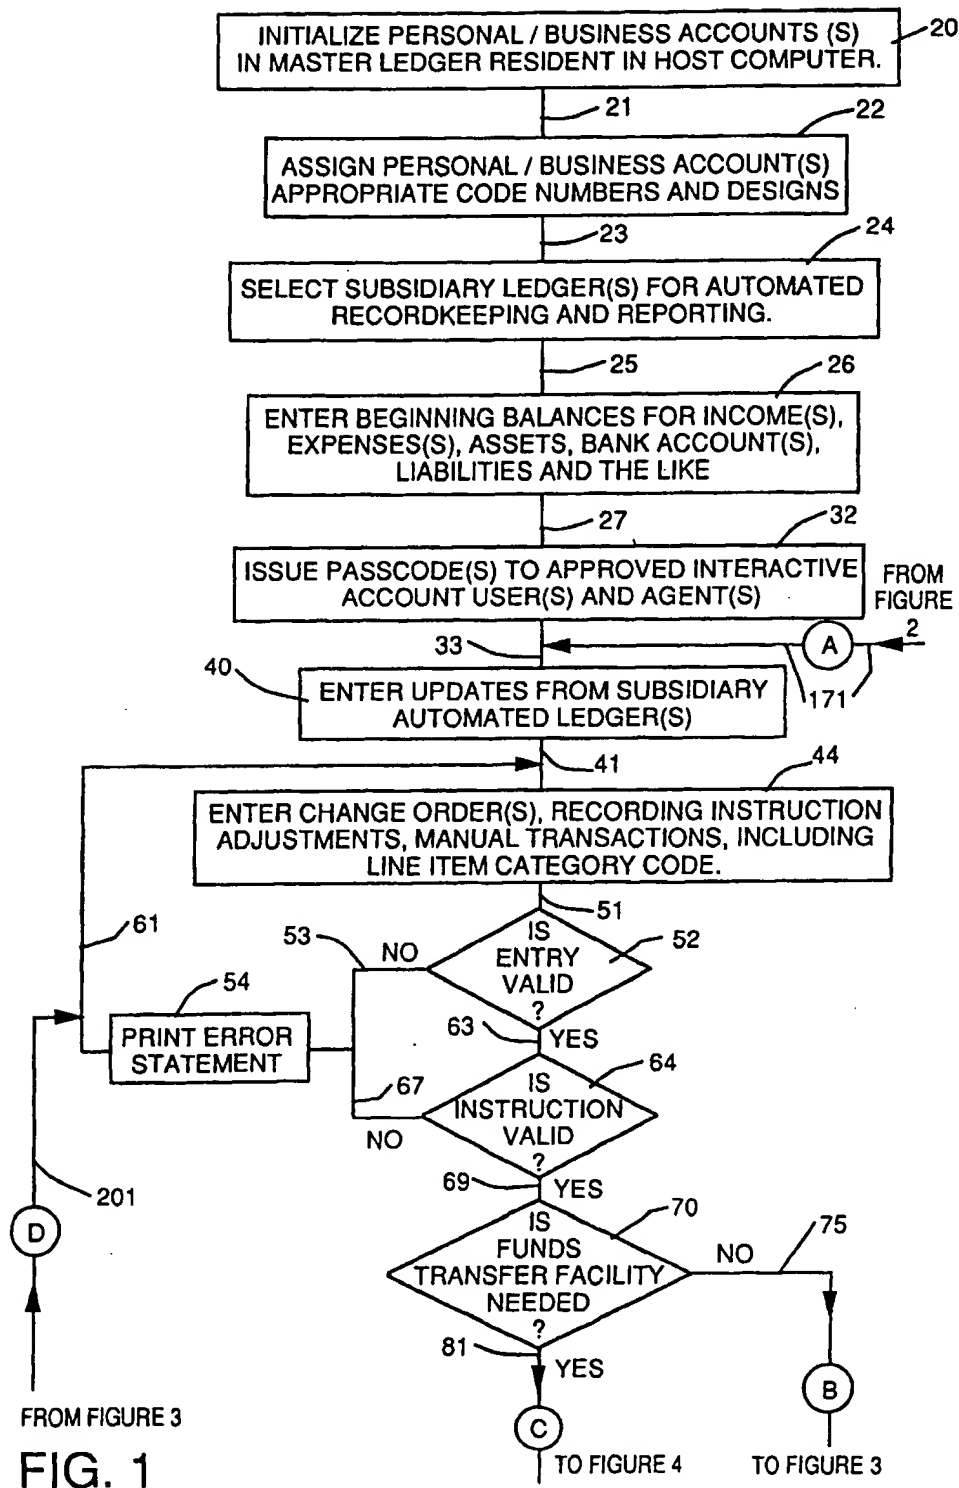 INITIALIZE PERSONAL / BUSINESS ACCOUNTS (S)
IN MASTER LEDGER RESIDENT IN HOST COMPUTER.
20
21
22
ASSIGN PERSONAL / BUSINESS ACCOUNT(S)
APPROPRIATE CODE NUMBERS AND DESIGNS
23
24
SELECT SUBSIDIARY LEDGER(S) FOR AUTOMATED
RECORDKEEPING AND REPORTING.
25
26
ENTER BEGINNING BALANCES FOR INCOME(S),
EXPENSES(S), ASSETS, BANK ACCOUNT(S),
LIABILITIES AND THE LIKE
27
32
ISSUE PASSCODE(S) TO APPROVED INTERACTIVE
ACCOUNT USER(S) AND AGENT(S)
FROM
FIGURE
2
33
A
171
40
ENTER UPDATES FROM SUBSIDIARY
AUTOMATED LEDGER(S)
41
44
ENTER CHANGE ORDER(S), RECORDING INSTRUCTION
ADJUSTMENTS, MANUAL TRANSACTIONS, INCLUDING
LINE ITEM CATEGORY CODE.
51
61
53
NO
IS
ENTRY
VALID
?
52
54
PRINT ERROR
STATEMENT
63
YES
67
NO
IS
INSTRUCTION
VALID
?
64
69
YES
201
D
IS
FUNDS
TRANSFER FACILITY
NEEDED
?
70
NO
75
81
YES
B
C
FROM FIGURE 3
TO FIGURE 4
TO FIGURE 3
FIG. 1